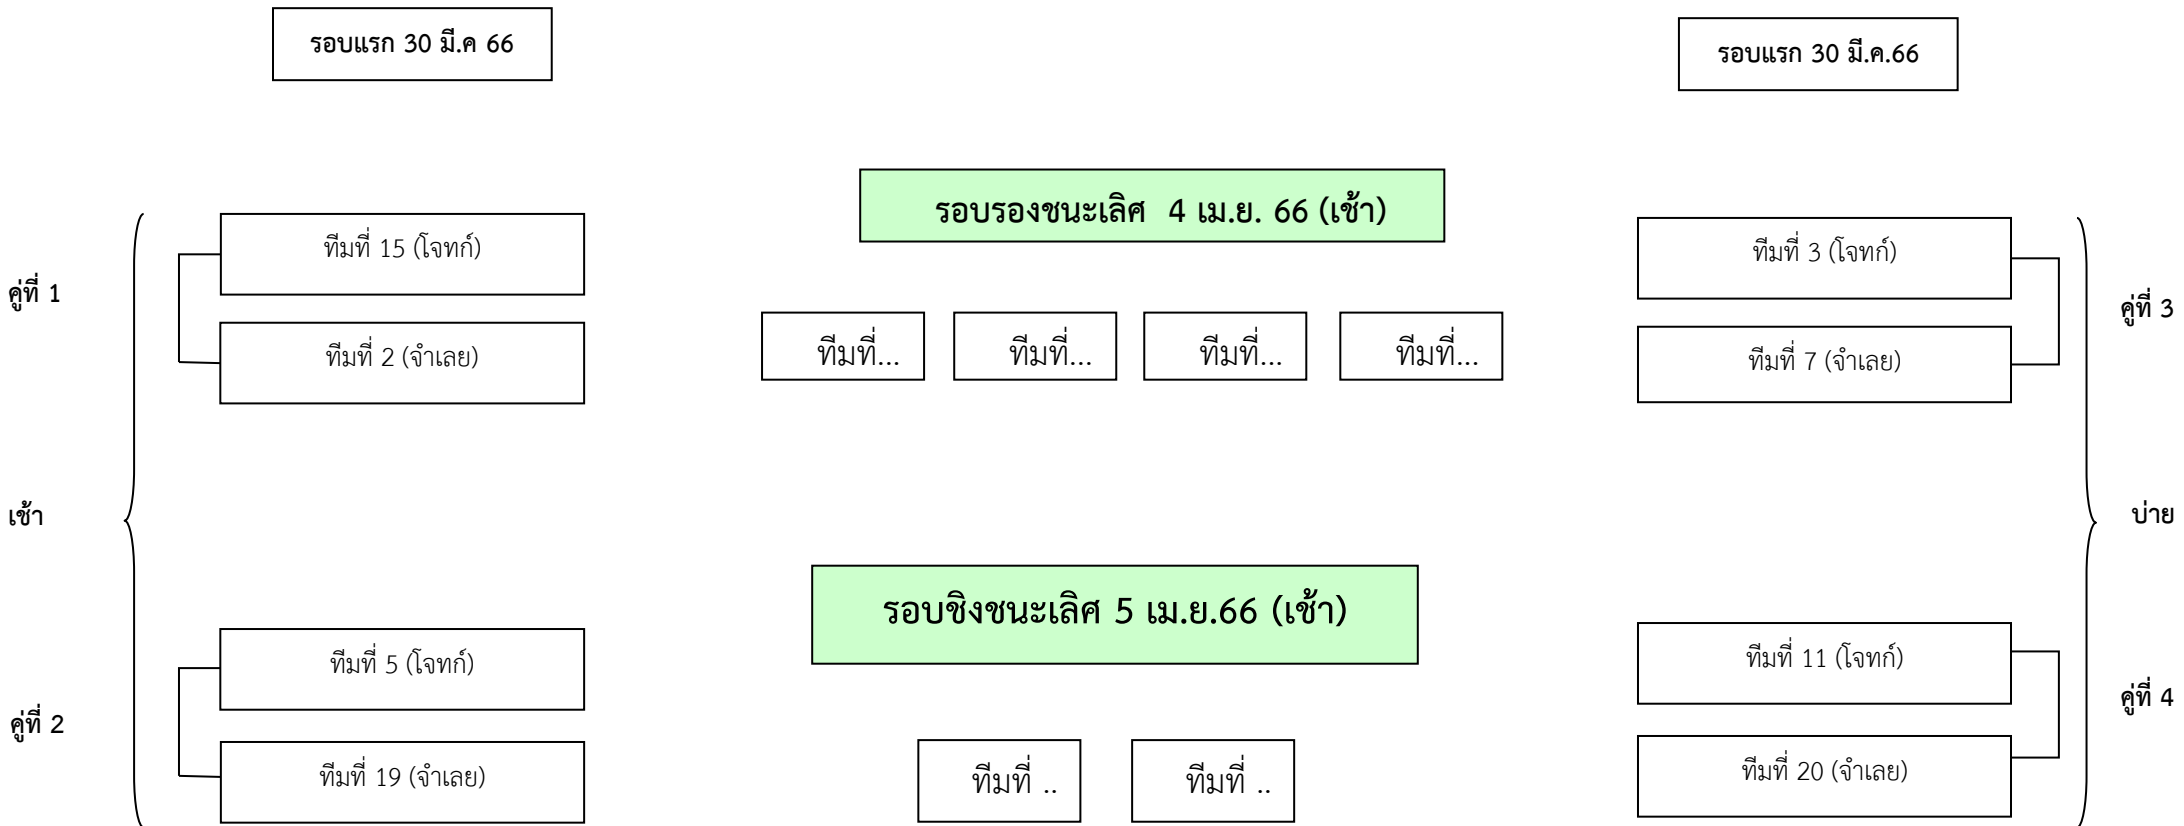 รอบแรก 30 มี.ค 66
รอบแรก 30 มี.ค.66
รอบรองชนะเลิศ 4 เม.ย. 66 (เช้า)
ทีมที่ 15 (โจทก์)
ทีมที่ 3 (โจทก์)
คู่ที่ 1
คู่ที่ 3
ทีมที่... ทีมที่... ทีมที่... ทีมที่...
ทีมที่ 2 (จำเลย)
ทีมที่ 7 (จำเลย)
เช้า
บ่าย
รอบชิงชนะเลิศ 5 เม.ย.66 (เช้า)
ทีมที่ 5 (โจทก์)
ทีมที่ 11 (โจทก์)
คู่ที่ 2
คู่ที่ 4
ทีมที่ 19 (จำเลย)
ทีมที่ .. ทีมที่ ..
ทีมที่ 20 (จำเลย)